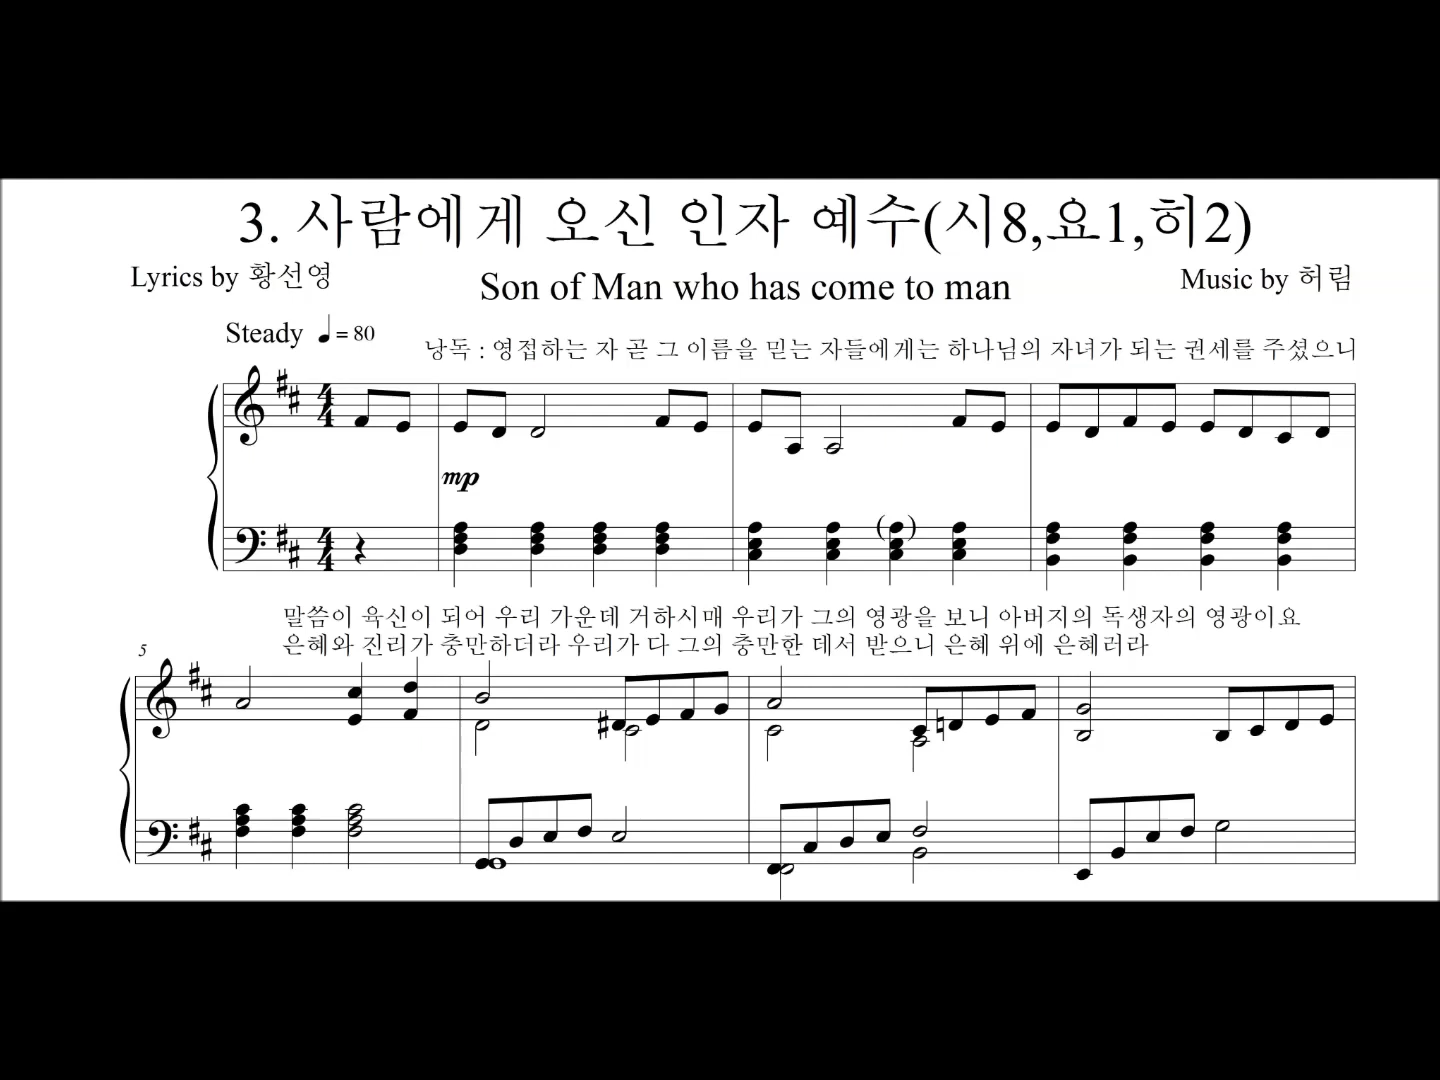 3. 사람에게 오신 인자 예수(시8,요1,히2)
Lyrics by 황선영
Son of Man who has come to man
Music by 허림
Steady ♩= 80
낭독 : 영접하는 자 곧 그 이름을 믿는 자들에게는 하나님의 자녀가 되는 권세를 주셨으니
mp
말씀이 육신이 되어 우리 가운데 거하시매 우리가 그의 영광을 보니 아버지의 독생자의 영광이요
은혜와 진리가 충만하더라 우리가 다 그의 충만한 데서 받으니 은혜 위에 은혜러라
5